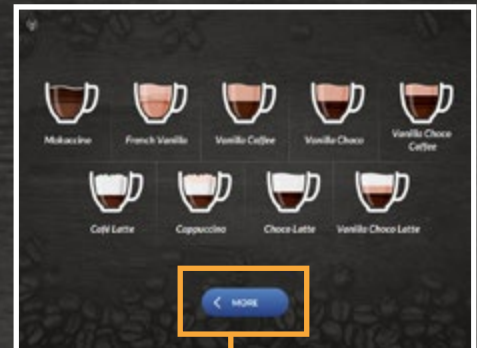 Mokaccino
French Vanilla
Vanilla Coffee
Vanilla Choco
Vanilla Choco
Coffee
Café Latte
Cappuccino
Choco Latte
Vanilla Choco Latte
< MORE